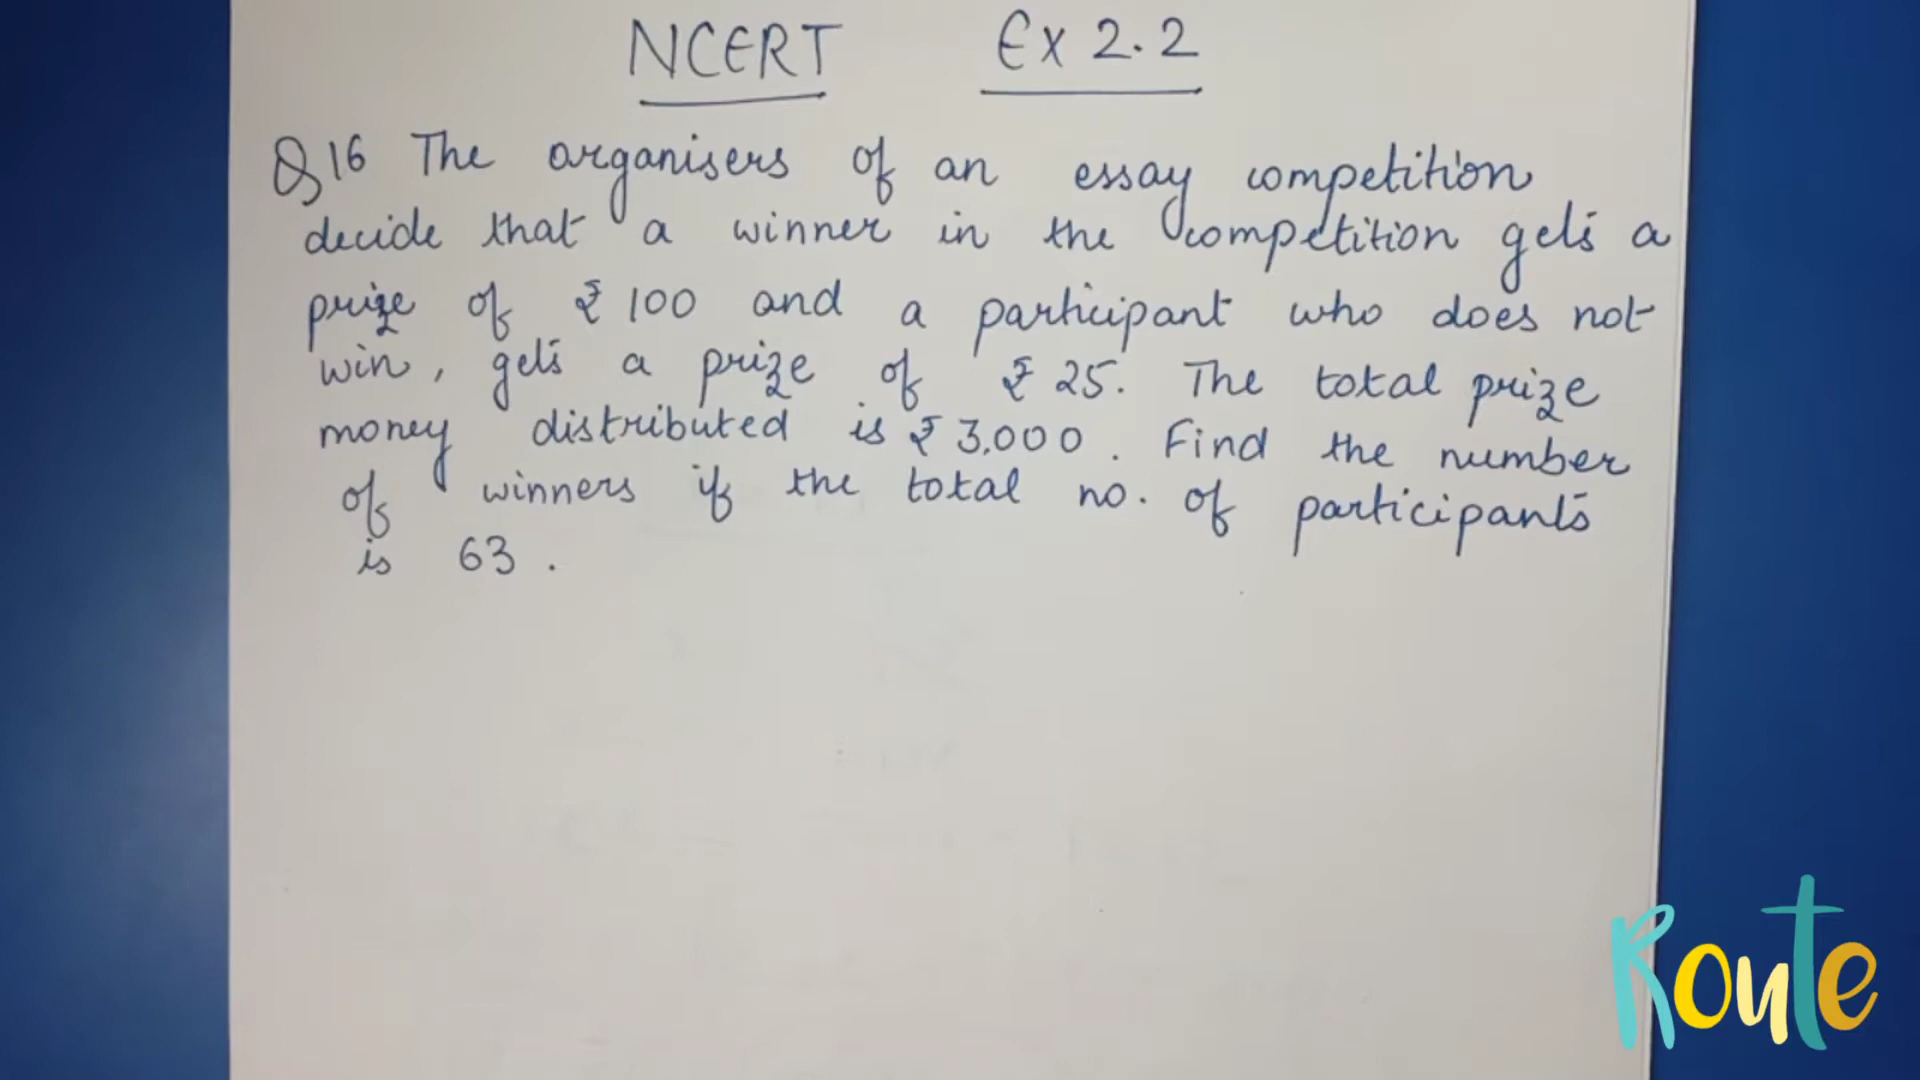 NCERT Ex 2.2
Q16 The organisers of an essay competition
decide that a winner in the competition gets a
prize of ₹ 100 and a participant who does not
win, gets a prize of ₹ 25. The total prize
money distributed is ₹ 3,000. Find the number
of winners if the total no. of participants
is 63.
Route